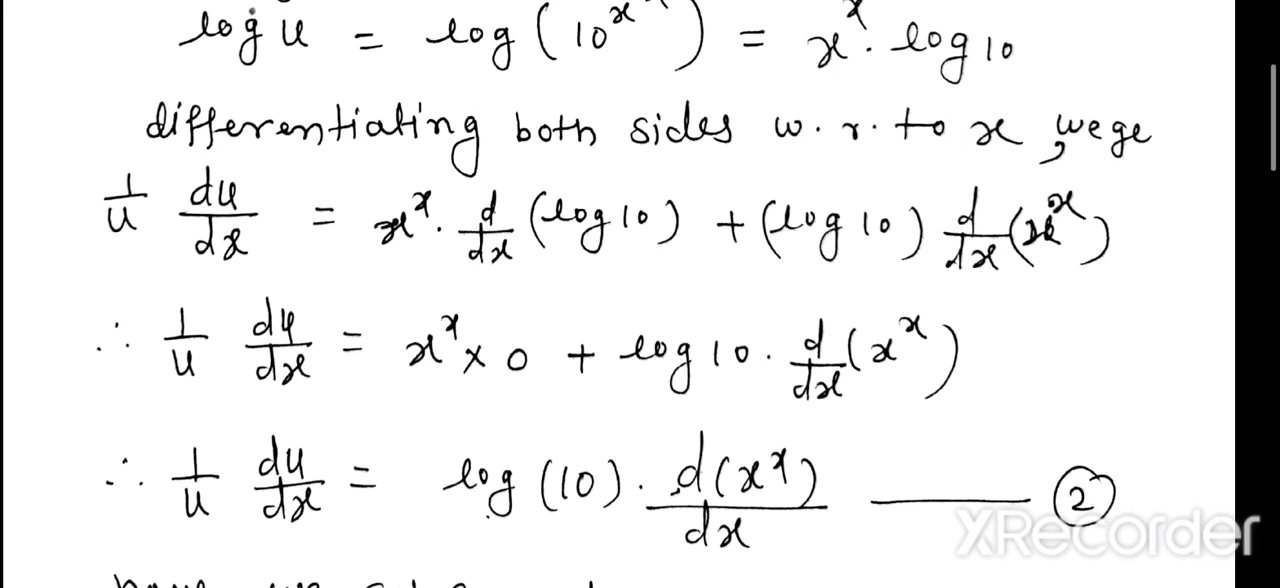 log u = log (10^x^x) = x^x . log 10
differentiating both sides w.r. to x, we ge
1/u du/dx = x^x . d/dx (log 10) + (log 10) d/dx (x^x)
∴ 1/u du/dx = x^x × 0 + log 10 . d/dx (x^x)
∴ 1/u du/dx = log (10) . d(x^x)/dx —— (2)
XRecorder